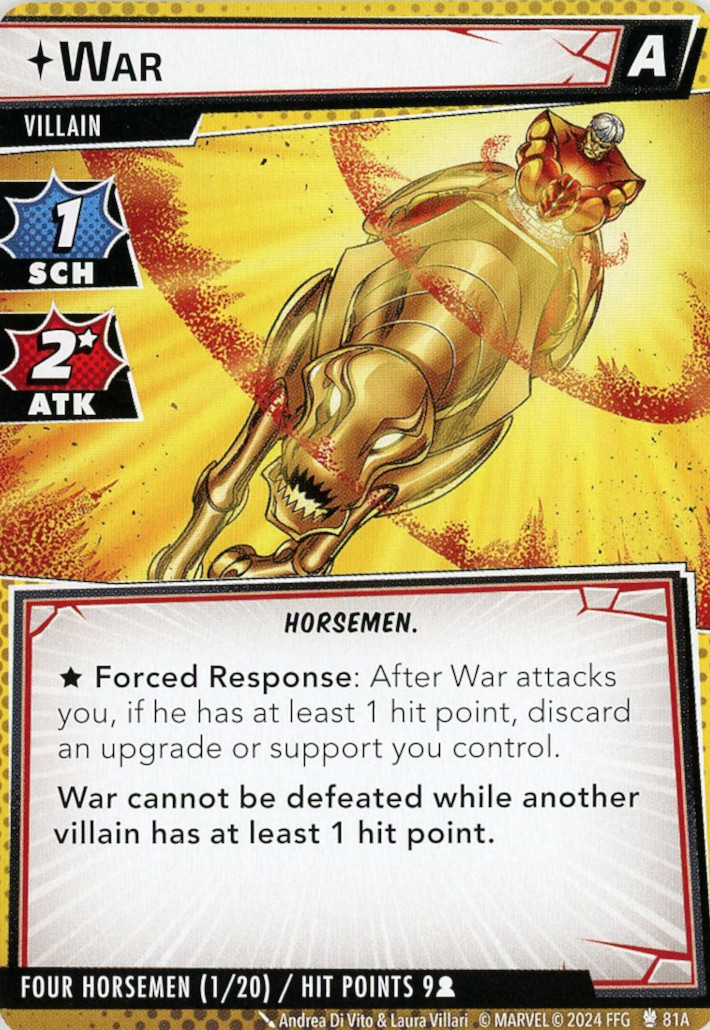 War
A
VILLAIN
1
SCH
2★
ATK
HORSEMEN.
★ Forced Response: After War attacks
you, if he has at least 1 hit point, discard
an upgrade or support you control.
War cannot be defeated while another
villain has at least 1 hit point.
FOUR HORSEMEN (1/20) / HIT POINTS 9
Andrea Di Vito & Laura Villari © MARVEL © 2024 FFG 81A